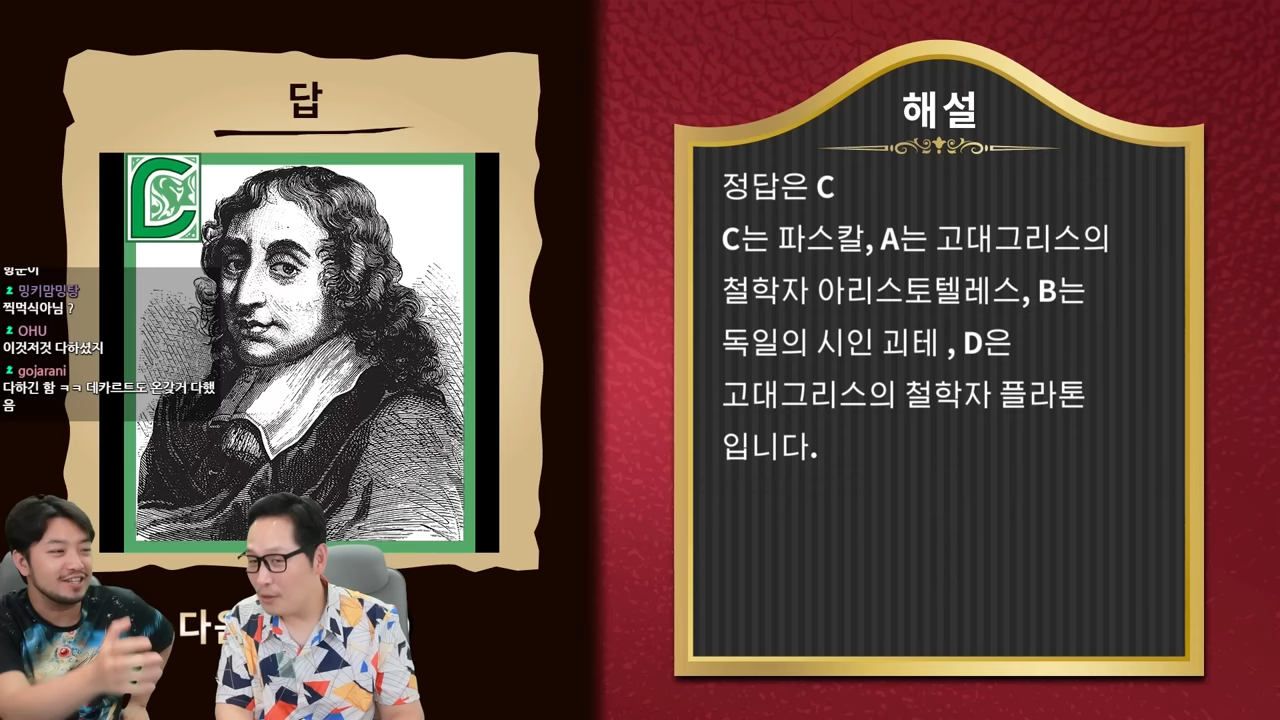 답
C
밍키맘밍탕
찍먹식아님 ?
OHU
이것저것 다하셨지
gojarani
다하긴 함 ㅋㅋ 데카르트도 온갖거 다했
음
다음
해설
정답은 C
C는 파스칼, A는 고대그리스의
철학자 아리스토텔레스, B는
독일의 시인 괴테 , D은
고대그리스의 철학자 플라톤
입니다.